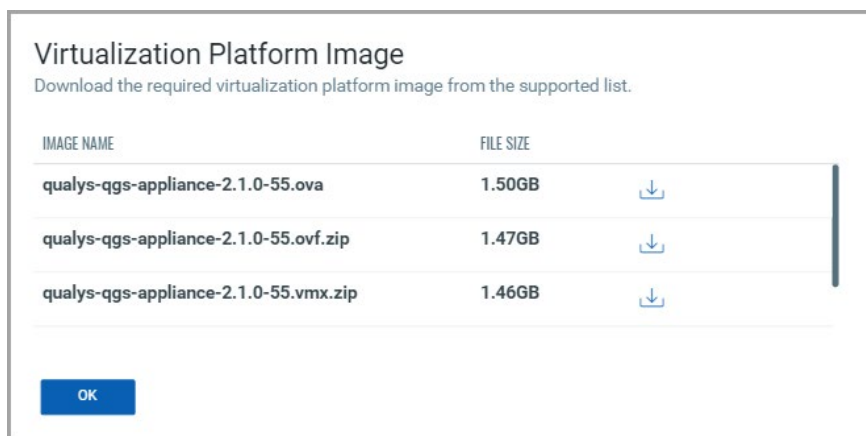 Virtualization Platform Image
Download the required virtualization platform image from the supported list.
IMAGE NAME FILE SIZE
qualys-qgs-appliance-2.1.0-55.ova 1.50GB
qualys-qgs-appliance-2.1.0-55.ovf.zip 1.47GB
qualys-qgs-appliance-2.1.0-55.vmx.zip 1.46GB
OK